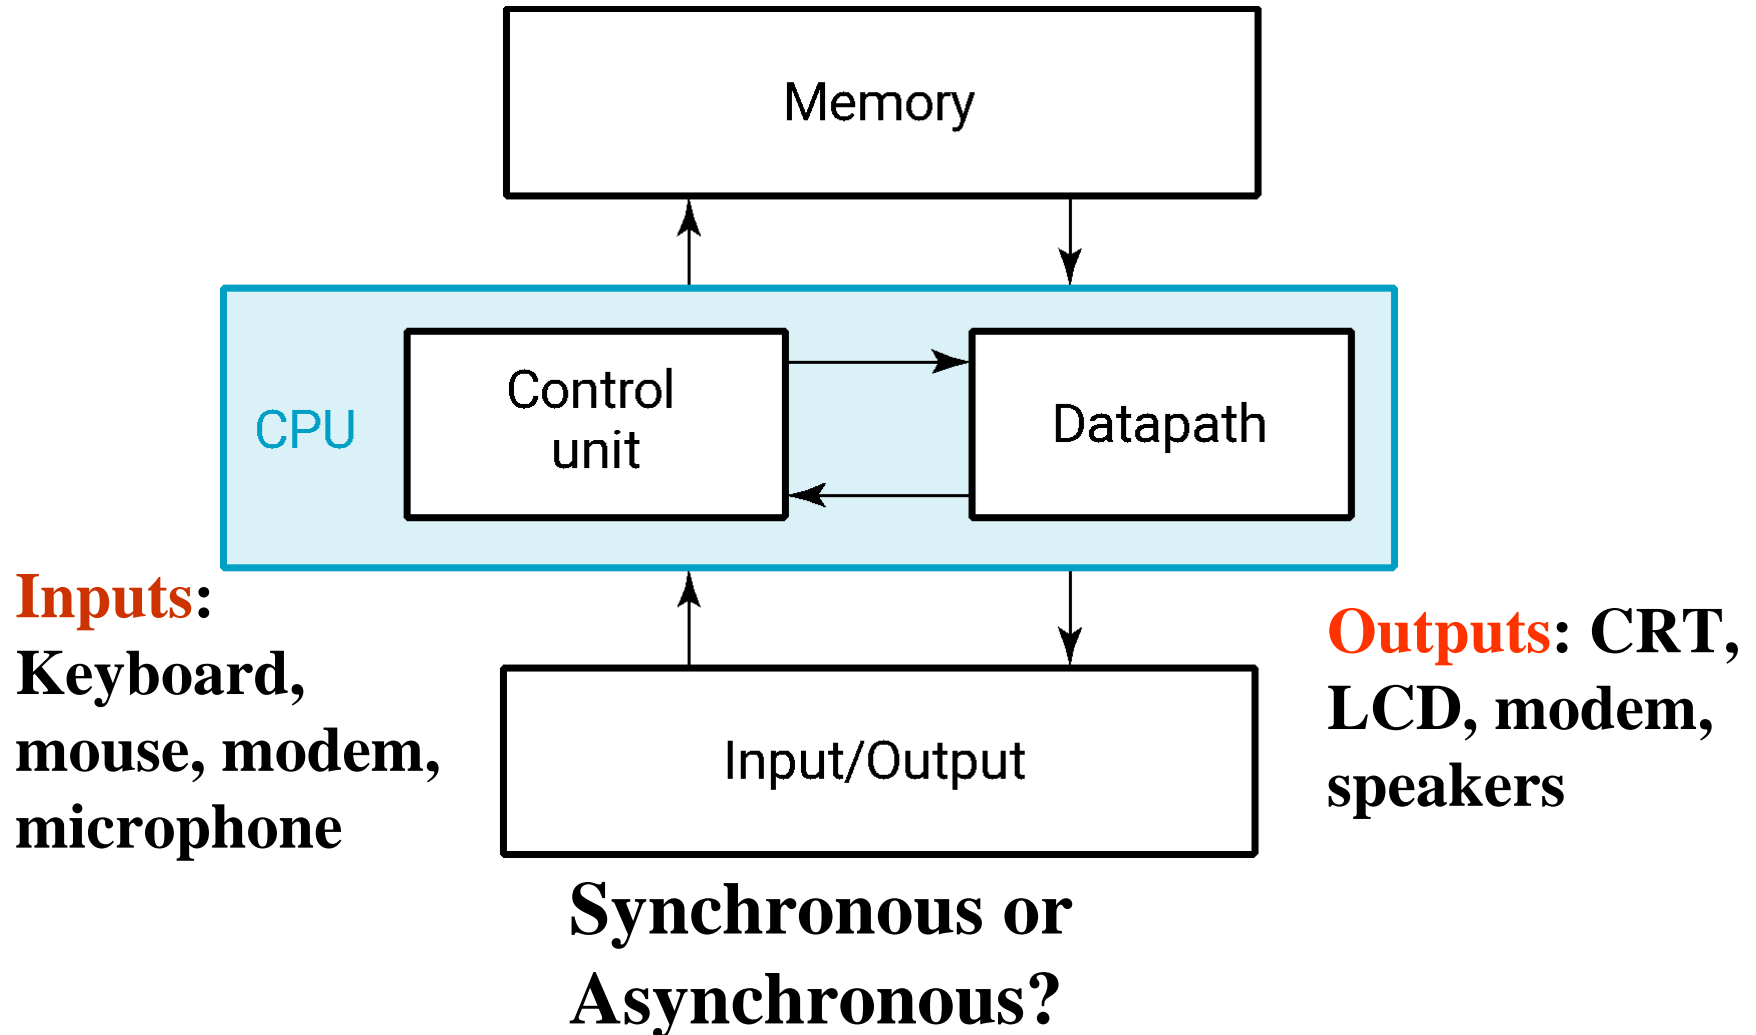 Memory
CPU
Control
unit
Datapath
Inputs:
Keyboard,
mouse, modem,
microphone
Outputs: CRT,
LCD, modem,
speakers
Input/Output
Synchronous or
Asynchronous?